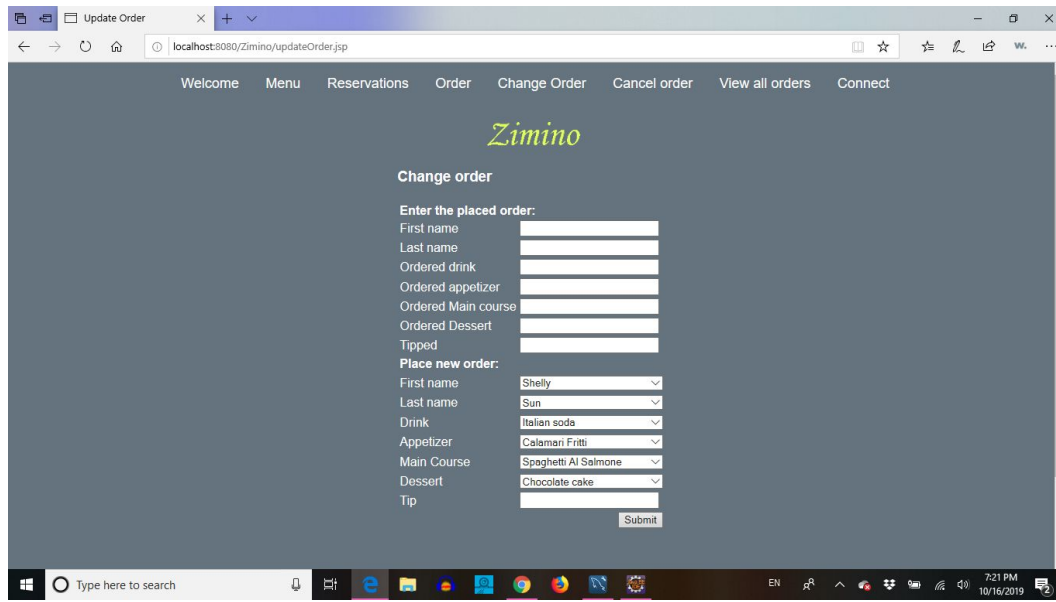 Update Order
localhost:8080/Zimino/updateOrder.jsp
W.
Welcome Menu Reservations Order Change Order Cancel order View all orders Connect
Zimino
Change order
Enter the placed order:
First name
Last name
Ordered drink
Ordered appetizer
Ordered Main course
Ordered Dessert
Tipped
Place new order:
First name Shelly
Last name Sun
Drink Italian soda
Appetizer Calamari Fritti
Main Course Spaghetti Al Salmone
Dessert Chocolate cake
Tip
Submit
Type here to search
EN
7:21 PM
10/16/2019
2